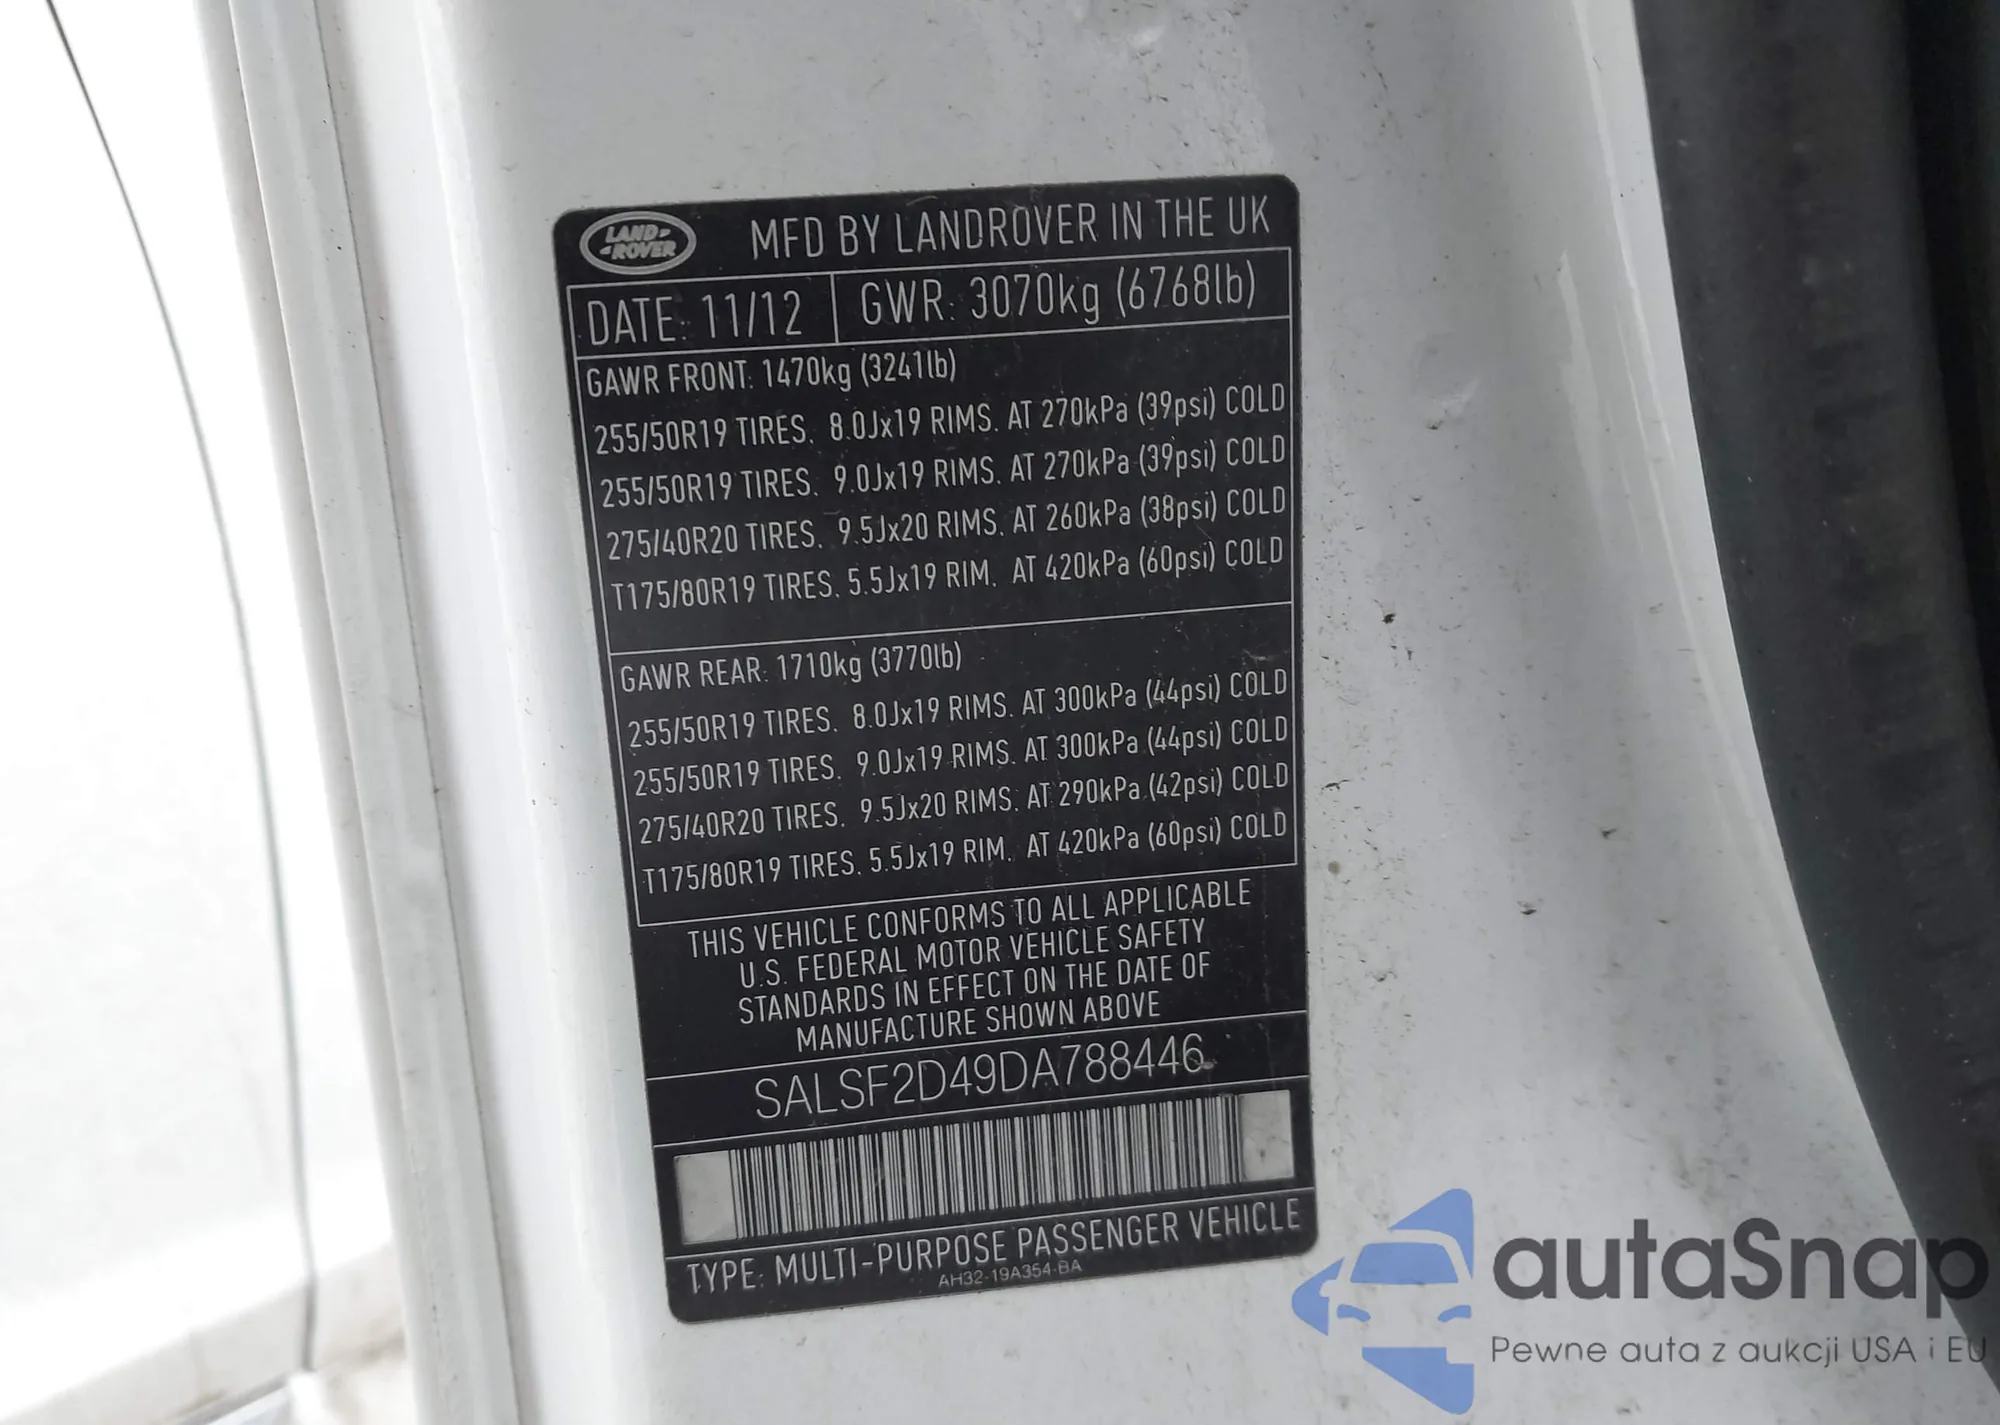 LAND ROVER
MFD BY LANDROVER IN THE UK
DATE: 11/12 GWR: 3070kg (6768lb)
GAWR FRONT: 1470kg (3241lb)
255/50R19 TIRES. 8.0Jx19 RIMS. AT 270kPa (39psi) COLD
255/50R19 TIRES. 9.0Jx19 RIMS. AT 270kPa (39psi) COLD
275/40R20 TIRES. 9.5Jx20 RIMS. AT 260kPa (38psi) COLD
T175/80R19 TIRES. 5.5Jx19 RIM. AT 420kPa (60psi) COLD
GAWR REAR: 1710kg (3770lb)
255/50R19 TIRES. 8.0Jx19 RIMS. AT 300kPa (44psi) COLD
255/50R19 TIRES. 9.0Jx19 RIMS. AT 300kPa (44psi) COLD
275/40R20 TIRES. 9.5Jx20 RIMS. AT 290kPa (42psi) COLD
T175/80R19 TIRES. 5.5Jx19 RIM. AT 420kPa (60psi) COLD
THIS VEHICLE CONFORMS TO ALL APPLICABLE
U.S. FEDERAL MOTOR VEHICLE SAFETY
STANDARDS IN EFFECT ON THE DATE OF
MANUFACTURE SHOWN ABOVE
SALSF2D49DA788446
TYPE: MULTI-PURPOSE PASSENGER VEHICLE
AH32-19A354-BA
autaSnap
Pewne auta z aukcji USA i EU